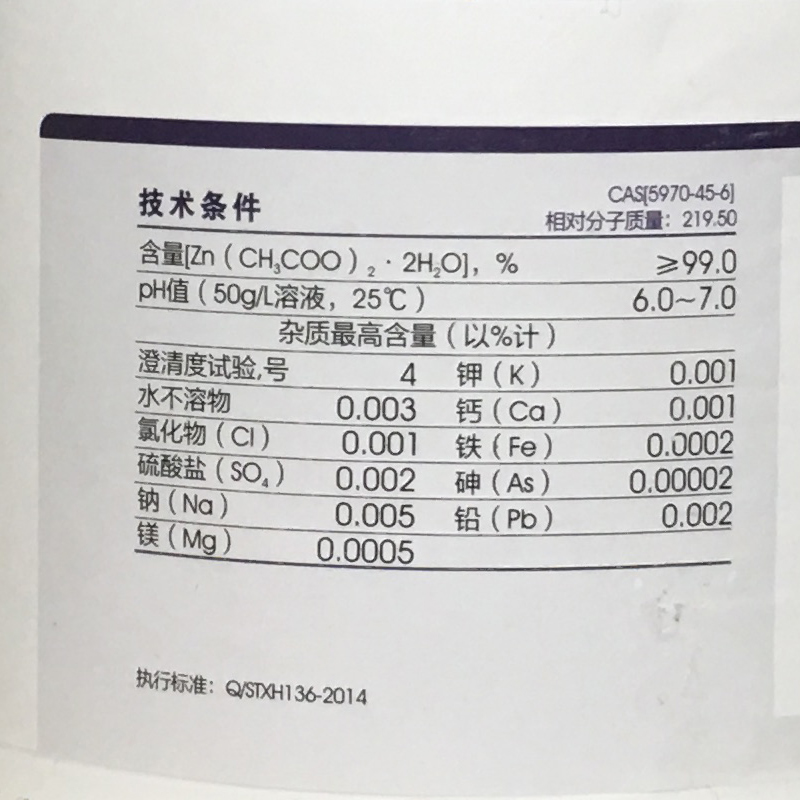 技术条件
CAS[5970-45-6]
相对分子质量：219.50
含量[Zn（CH₃COO）₂·2H₂O]，% ≥99.0
pH值（50g/L溶液，25℃） 6.0~7.0
杂质最高含量（以%计）
澄清度试验,号 4 钾（K） 0.001
水不溶物 0.003 钙（Ca） 0.001
氯化物（Cl） 0.001 铁（Fe） 0.0002
硫酸盐（SO₄） 0.002 砷（As） 0.00002
钠（Na） 0.005 铅（Pb） 0.002
镁（Mg） 0.0005
执行标准：Q/STXH136-2014